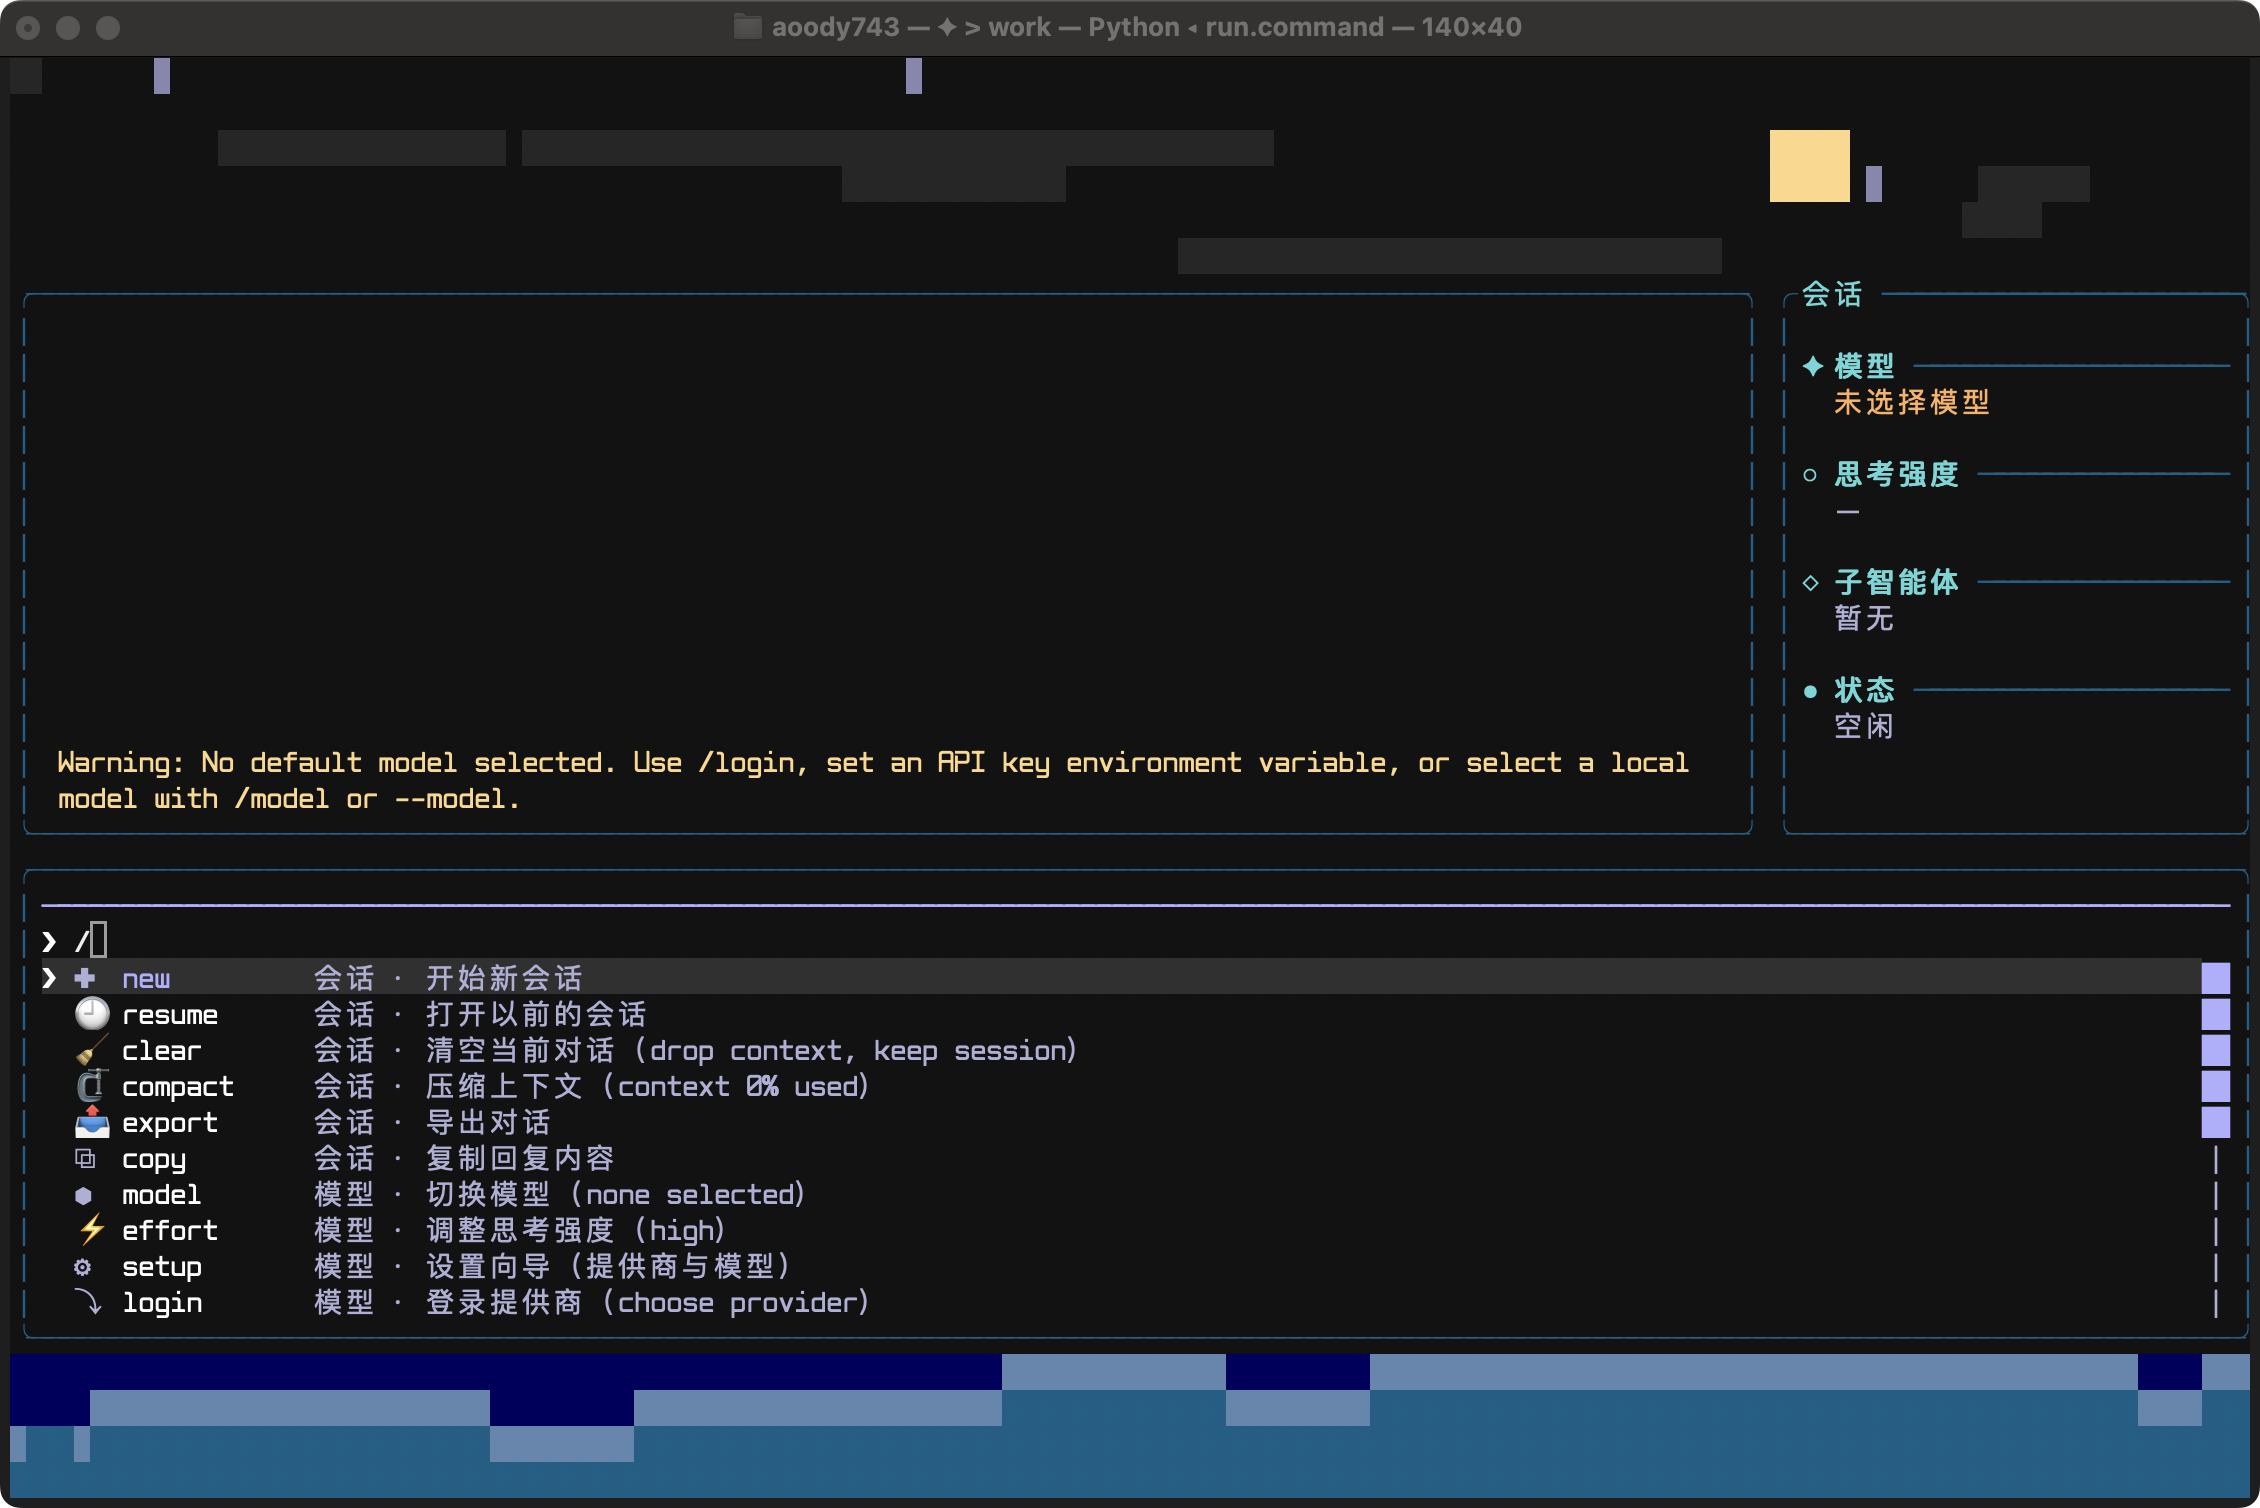 aoody743 — ✦ > work — Python ◂ run.command — 140×40
会话
✦ 模型
未选择模型
○ 思考强度
—
◇ 子智能体
暂无
● 状态
空闲
Warning: No default model selected. Use /login, set an API key environment variable, or select a local
model with /model or --model.
❯ /
❯ ✚ new 会话 · 开始新会话
🕘 resume 会话 · 打开以前的会话
🧹 clear 会话 · 清空当前对话 (drop context, keep session)
🗜 compact 会话 · 压缩上下文 (context 0% used)
📤 export 会话 · 导出对话
⧉ copy 会话 · 复制回复内容
⬢ model 模型 · 切换模型 (none selected)
⚡ effort 模型 · 调整思考强度 (high)
⚙ setup 模型 · 设置向导 (提供商与模型)
⤵ login 模型 · 登录提供商 (choose provider)